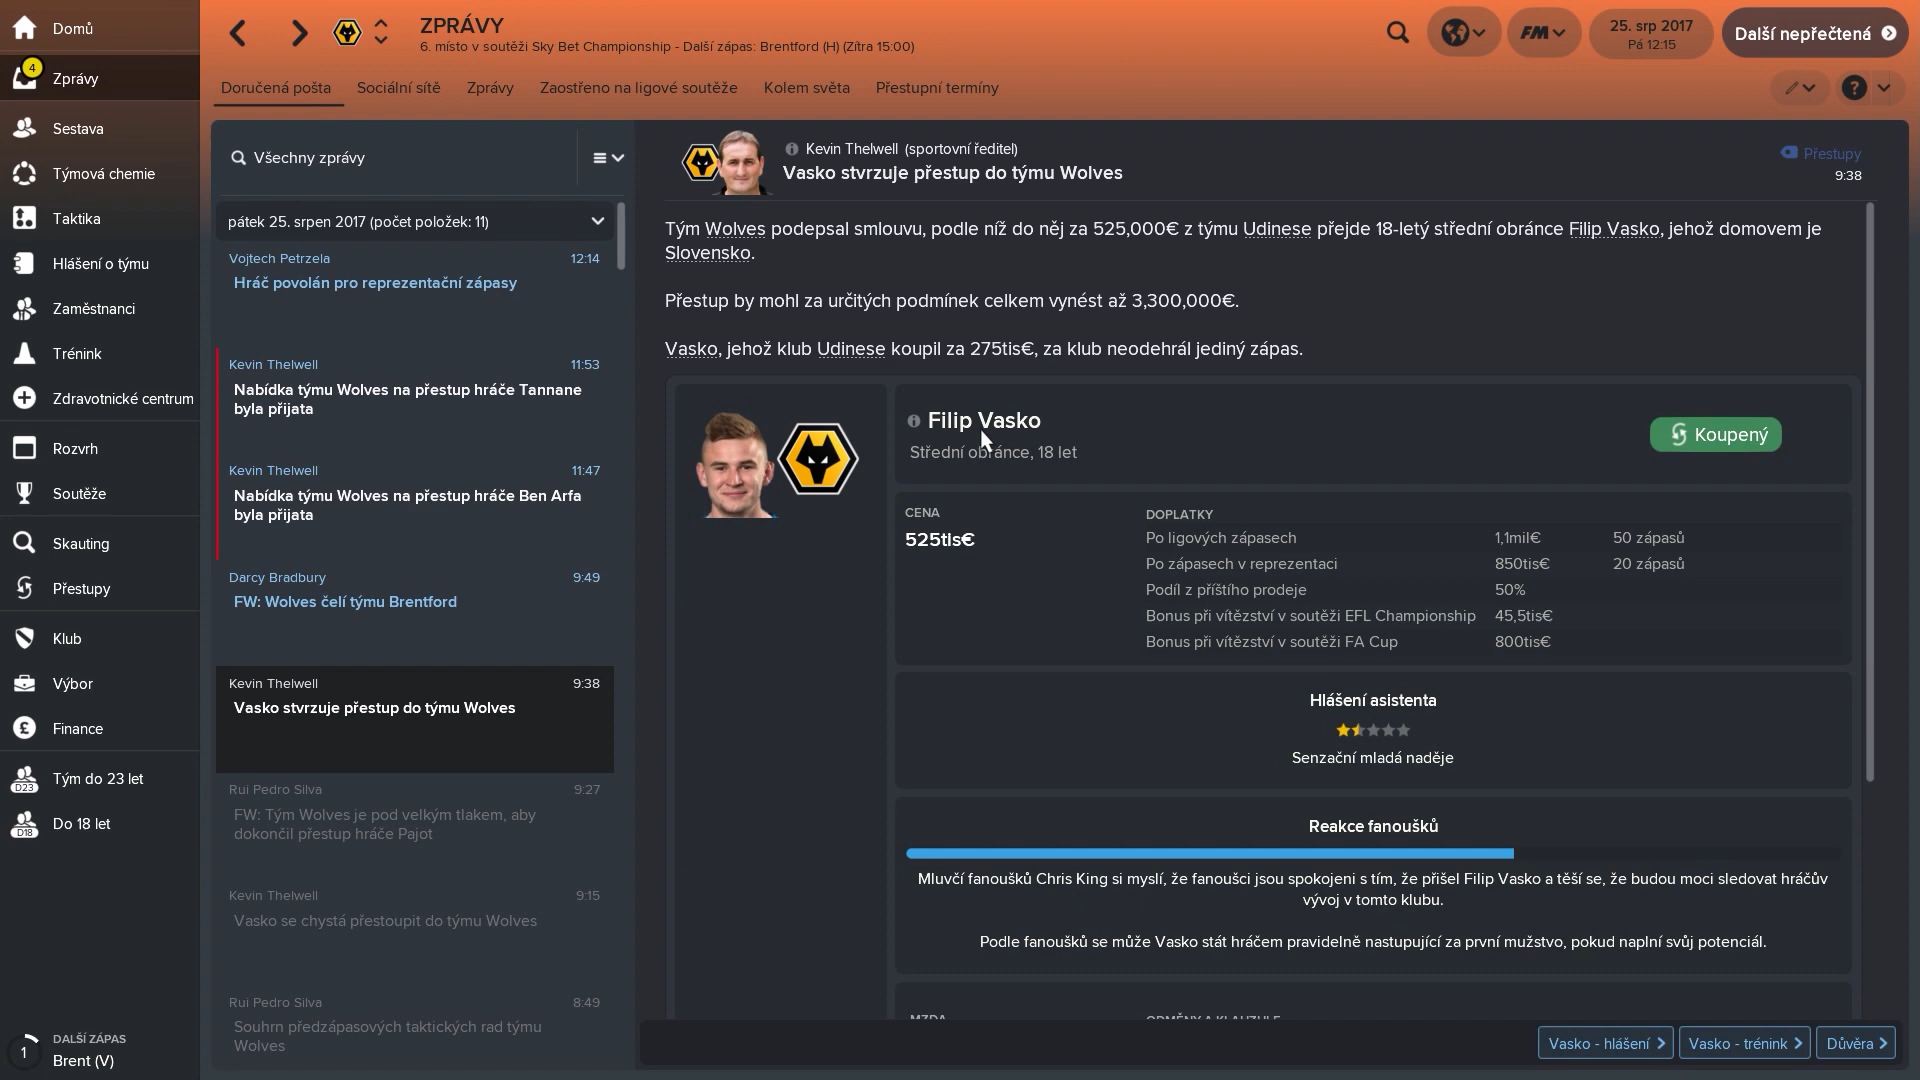 Domů
4
Zprávy
Sestava
Týmová chemie
Taktika
Hlášení o týmu
Zaměstnanci
Trénink
Zdravotnické centrum
Rozvrh
Soutěže
Skauting
Přestupy
Klub
Výbor
Finance
D23
Tým do 23 let
D18
Do 18 let
DALŠÍ ZÁPAS
1
Brent (V)
ZPRÁVY
6. místo v soutěži Sky Bet Championship - Další zápas: Brentford (H) (Zítra 15:00)
FM
25. srp 2017
Pá 12:15
Další nepřečtená
Doručená pošta
Sociální sítě
Zprávy
Zaostřeno na ligové soutěže
Kolem světa
Přestupní termíny
?
Všechny zprávy
pátek 25. srpen 2017 (počet položek: 11)
Vojtech Petrzela 12:14
Hráč povolán pro reprezentační zápasy
Kevin Thelwell 11:53
Nabídka týmu Wolves na přestup hráče Tannane
byla přijata
Kevin Thelwell 11:47
Nabídka týmu Wolves na přestup hráče Ben Arfa
byla přijata
Darcy Bradbury 9:49
FW: Wolves čelí týmu Brentford
Kevin Thelwell 9:38
Vasko stvrzuje přestup do týmu Wolves
Rui Pedro Silva 9:27
FW: Tým Wolves je pod velkým tlakem, aby
dokončil přestup hráče Pajot
Kevin Thelwell 9:15
Vasko se chystá přestoupit do týmu Wolves
Rui Pedro Silva 8:49
Souhrn předzápasových taktických rad týmu
Wolves
Kevin Thelwell (sportovní ředitel)
Vasko stvrzuje přestup do týmu Wolves
Přestupy
9:38
Tým Wolves podepsal smlouvu, podle níž do něj za 525,000€ z týmu Udinese přejde 18-letý střední obránce Filip Vasko, jehož domovem je
Slovensko.
Přestup by mohl za určitých podmínek celkem vynést až 3,300,000€.
Vasko, jehož klub Udinese koupil za 275tis€, za klub neodehrál jediný zápas.
Filip Vasko
Střední obránce, 18 let
Koupený
CENA
525tis€
DOPLATKY
Po ligových zápasech 1,1mil€ 50 zápasů
Po zápasech v reprezentaci 850tis€ 20 zápasů
Podíl z příštího prodeje 50%
Bonus při vítězství v soutěži EFL Championship 45,5tis€
Bonus při vítězství v soutěži FA Cup 800tis€
Hlášení asistenta
Senzační mladá naděje
Reakce fanoušků
Mluvčí fanoušků Chris King si myslí, že fanoušci jsou spokojeni s tím, že přišel Filip Vasko a těší se, že budou moci sledovat hráčův
vývoj v tomto klubu.
Podle fanoušků se může Vasko stát hráčem pravidelně nastupující za první mužstvo, pokud naplní svůj potenciál.
MZDA
ODMĚNY A KLAUZULE
Vasko - hlášení
Vasko - trénink
Důvěra